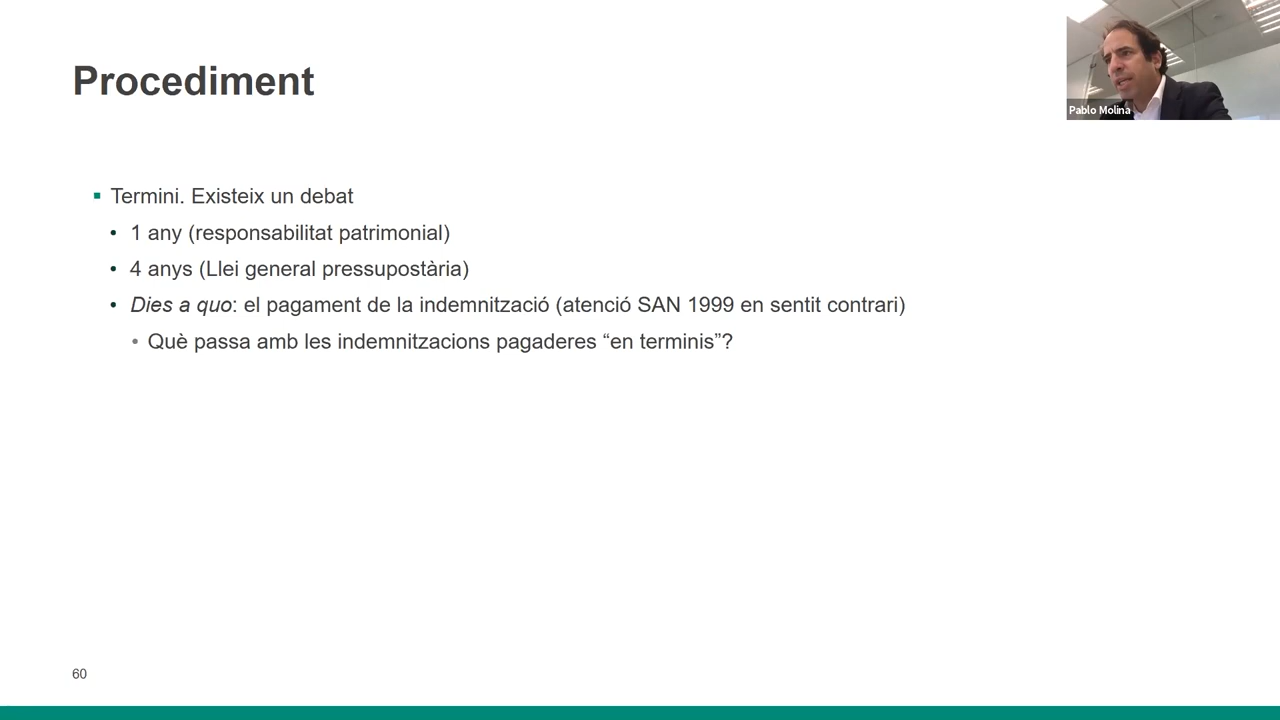 Procediment
Pablo Molina
Termini. Existeix un debat
1 any (responsabilitat patrimonial)
4 anys (Llei general pressupostària)
Dies a quo: el pagament de la indemnització (atenció SAN 1999 en sentit contrari)
Què passa amb les indemnitzacions pagaderes “en terminis”?
60